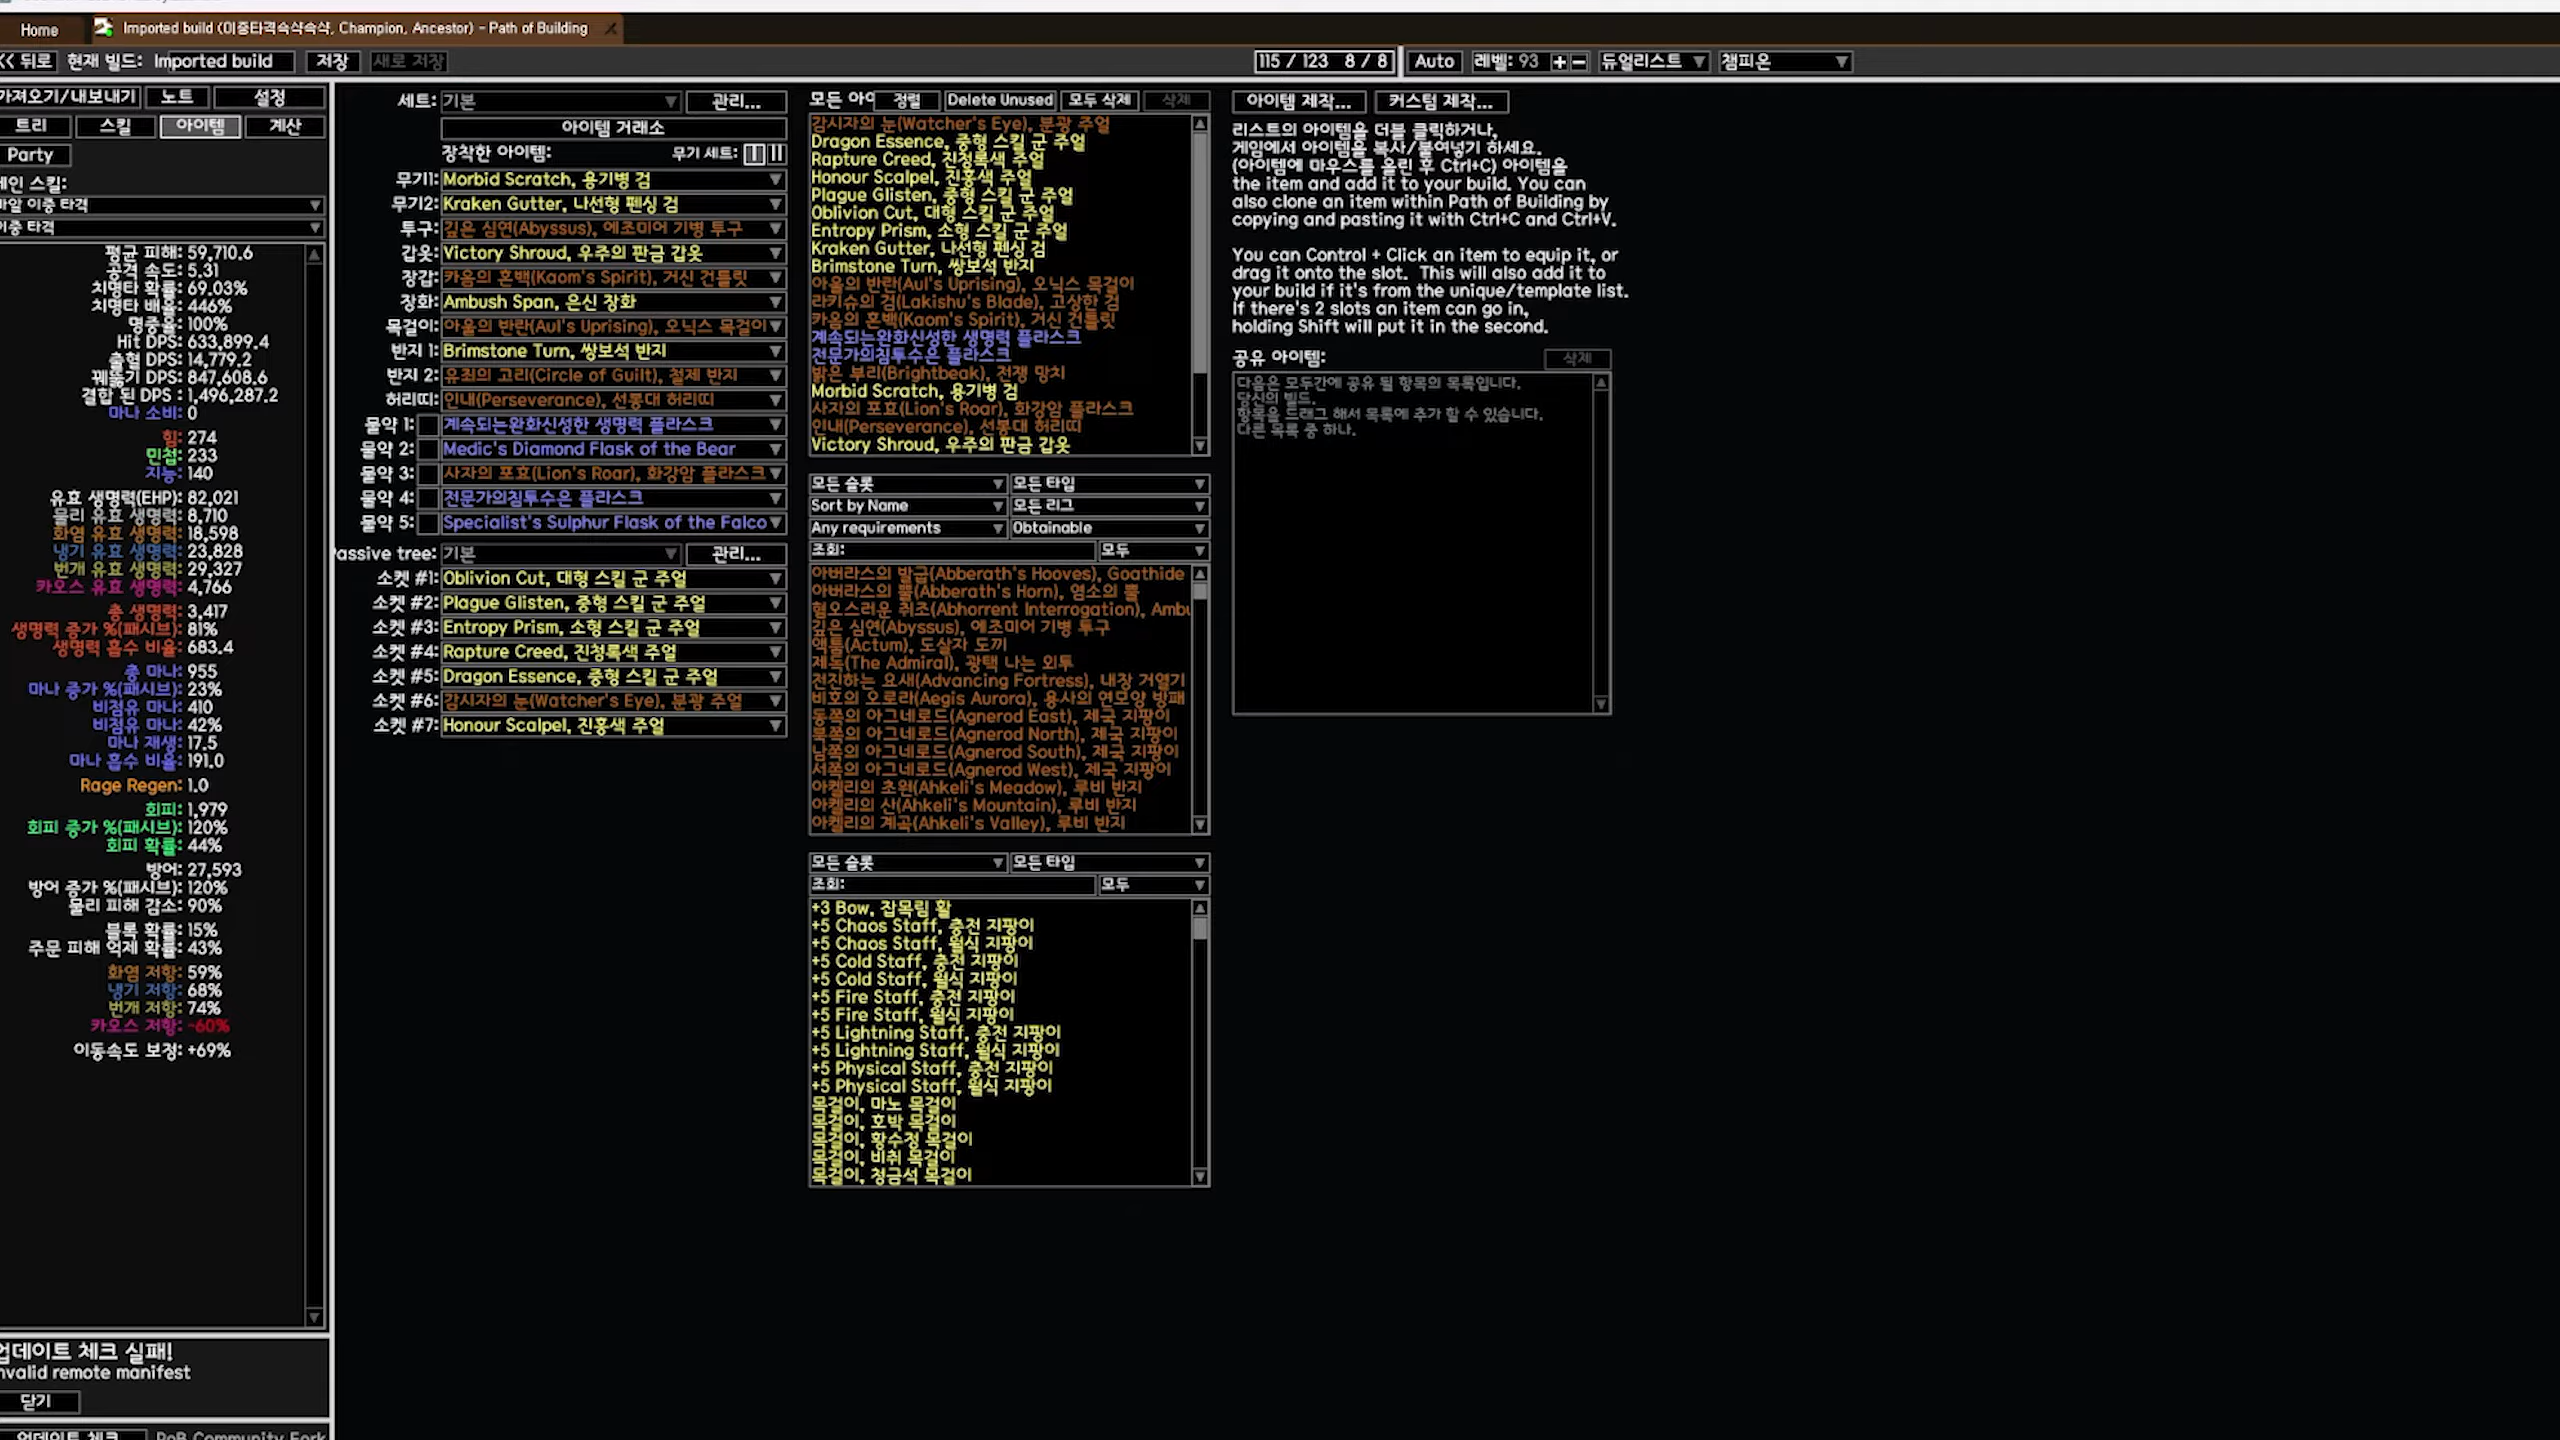 Home
Imported build (이중타격슥샥슥샥, Champion, Ancestor) - Path of Building
<< 뒤로
현재 빌드:
Imported build
저장
새로 저장
115 / 123 8 / 8
Auto
레벨: 93
듀얼리스트
챔피온
가져오기/내보내기
노트
설정
트리
스킬
아이템
계산
Party
메인 스킬:
바알 이중 타격
이중 타격
평균 피해: 59,710.6
공격 속도: 5.31
치명타 확률: 69.03%
치명타 배율: 446%
명중율: 100%
Hit DPS: 633,899.4
출혈 DPS: 14,779.2
꿰뚫기 DPS: 847,608.6
결합 된 DPS : 1,496,287.2
마나 소비: 0
힘: 274
민첩: 233
지능: 140
유효 생명력(EHP): 82,021
물리 유효 생명력: 8,710
화염 유효 생명력: 18,598
냉기 유효 생명력: 23,828
번개 유효 생명력: 29,327
카오스 유효 생명력: 4,766
총 생명력: 3,417
생명력 증가 %(패시브): 81%
생명력 흡수 비율: 683.4
총 마나: 955
마나 증가 %(패시브): 23%
비점유 마나: 410
비점유 마나: 42%
마나 재생: 17.5
마나 흡수 비율: 191.0
Rage Regen: 1.0
회피: 1,979
회피 증가 %(패시브): 120%
회피 확률: 44%
방어: 27,593
방어 증가 %(패시브): 120%
물리 피해 감소: 90%
블록 확률: 15%
주문 피해 억제 확률: 43%
화염 저항: 59%
냉기 저항: 68%
번개 저항: 74%
카오스 저항: -60%
이동속도 보정: +69%
업데이트 체크 실패!
nvalid remote manifest
닫기
업데이트 체크
PoB Community Fork
세트: 기본
관리...
아이템 거래소
장착한 아이템:
무기 세트: I II
무기1: Morbid Scratch, 용기병 검
무기2: Kraken Gutter, 나선형 펜싱 검
투구: 깊은 심연(Abyssus), 에조미어 기병 투구
갑옷: Victory Shroud, 우주의 판금 갑옷
장갑: 카옴의 혼백(Kaom's Spirit), 거신 건틀릿
장화: Ambush Span, 은신 장화
목걸이: 아울의 반란(Aul's Uprising), 오닉스 목걸이
반지 1: Brimstone Turn, 쌍보석 반지
반지 2: 유죄의 고리(Circle of Guilt), 철제 반지
허리띠: 인내(Perseverance), 선봉대 허리띠
물약 1: 계속되는완화신성한 생명력 플라스크
물약 2: Medic's Diamond Flask of the Bear
물약 3: 사자의 포효(Lion's Roar), 화강암 플라스크
물약 4: 전문가의침투수은 플라스크
물약 5: Specialist's Sulphur Flask of the Falco
Passive tree: 기본
관리...
소켓 #1: Oblivion Cut, 대형 스킬 군 주얼
소켓 #2: Plague Glisten, 중형 스킬 군 주얼
소켓 #3: Entropy Prism, 소형 스킬 군 주얼
소켓 #4: Rapture Creed, 진청록색 주얼
소켓 #5: Dragon Essence, 중형 스킬 군 주얼
소켓 #6: 감시자의 눈(Watcher's Eye), 분광 주얼
소켓 #7: Honour Scalpel, 진홍색 주얼
모든 아이
정렬
Delete Unused
모두 삭제
삭제
감시자의 눈(Watcher's Eye), 분광 주얼
Dragon Essence, 중형 스킬 군 주얼
Rapture Creed, 진청록색 주얼
Honour Scalpel, 진홍색 주얼
Plague Glisten, 중형 스킬 군 주얼
Oblivion Cut, 대형 스킬 군 주얼
Entropy Prism, 소형 스킬 군 주얼
Kraken Gutter, 나선형 펜싱 검
Brimstone Turn, 쌍보석 반지
아울의 반란(Aul's Uprising), 오닉스 목걸이
라키슈의 검(Lakishu's Blade), 고상한 검
카옴의 혼백(Kaom's Spirit), 거신 건틀릿
계속되는완화신성한 생명력 플라스크
전문가의침투수은 플라스크
밝은 부리(Brightbeak), 전쟁 망치
Morbid Scratch, 용기병 검
사자의 포효(Lion's Roar), 화강암 플라스크
인내(Perseverance), 선봉대 허리띠
Victory Shroud, 우주의 판금 갑옷
모든 슬롯
모든 타입
Sort by Name
모든 리그
Any requirements
Obtainable
조회:
모두
아버라스의 발굽(Abberath's Hooves), Goathide
아버라스의 뿔(Abberath's Horn), 염소의 뿔
혐오스러운 취조(Abhorrent Interrogation), Ambu
깊은 심연(Abyssus), 에조미어 기병 투구
액툼(Actum), 도살자 도끼
제독(The Admiral), 광택 나는 외투
전진하는 요새(Advancing Fortress), 내장 거열기
비호의 오로라(Aegis Aurora), 용사의 연모양 방패
동쪽의 아그네로드(Agnerod East), 제국 지팡이
북쪽의 아그네로드(Agnerod North), 제국 지팡이
남쪽의 아그네로드(Agnerod South), 제국 지팡이
서쪽의 아그네로드(Agnerod West), 제국 지팡이
아켈리의 초원(Ahkeli's Meadow), 루비 반지
아켈리의 산(Ahkeli's Mountain), 루비 반지
아켈리의 계곡(Ahkeli's Valley), 루비 반지
모든 슬롯
모든 타입
조회:
모두
+3 Bow, 잡목림 활
+5 Chaos Staff, 충전 지팡이
+5 Chaos Staff, 월식 지팡이
+5 Cold Staff, 충전 지팡이
+5 Cold Staff, 월식 지팡이
+5 Fire Staff, 충전 지팡이
+5 Fire Staff, 월식 지팡이
+5 Lightning Staff, 충전 지팡이
+5 Lightning Staff, 월식 지팡이
+5 Physical Staff, 충전 지팡이
+5 Physical Staff, 월식 지팡이
목걸이, 마노 목걸이
목걸이, 호박 목걸이
목걸이, 황수정 목걸이
목걸이, 비취 목걸이
목걸이, 청금석 목걸이
아이템 제작...
커스텀 제작...
리스트의 아이템을 더블 클릭하거나,
게임에서 아이템을 복사/붙여넣기 하세요.
(아이템에 마우스를 올린 후 Ctrl+C) 아이템을
the item and add it to your build. You can
also clone an item within Path of Building by
copying and pasting it with Ctrl+C and Ctrl+V.
You can Control + Click an item to equip it, or
drag it onto the slot. This will also add it to
your build if it's from the unique/template list.
If there's 2 slots an item can go in,
holding Shift will put it in the second.
공유 아이템:
삭제
다음은 모두간에 공유 될 항목의 목록입니다.
당신의 빌드.
항목을 드래그 해서 목록에 추가 할 수 있습니다.
다른 목록 중 하나.